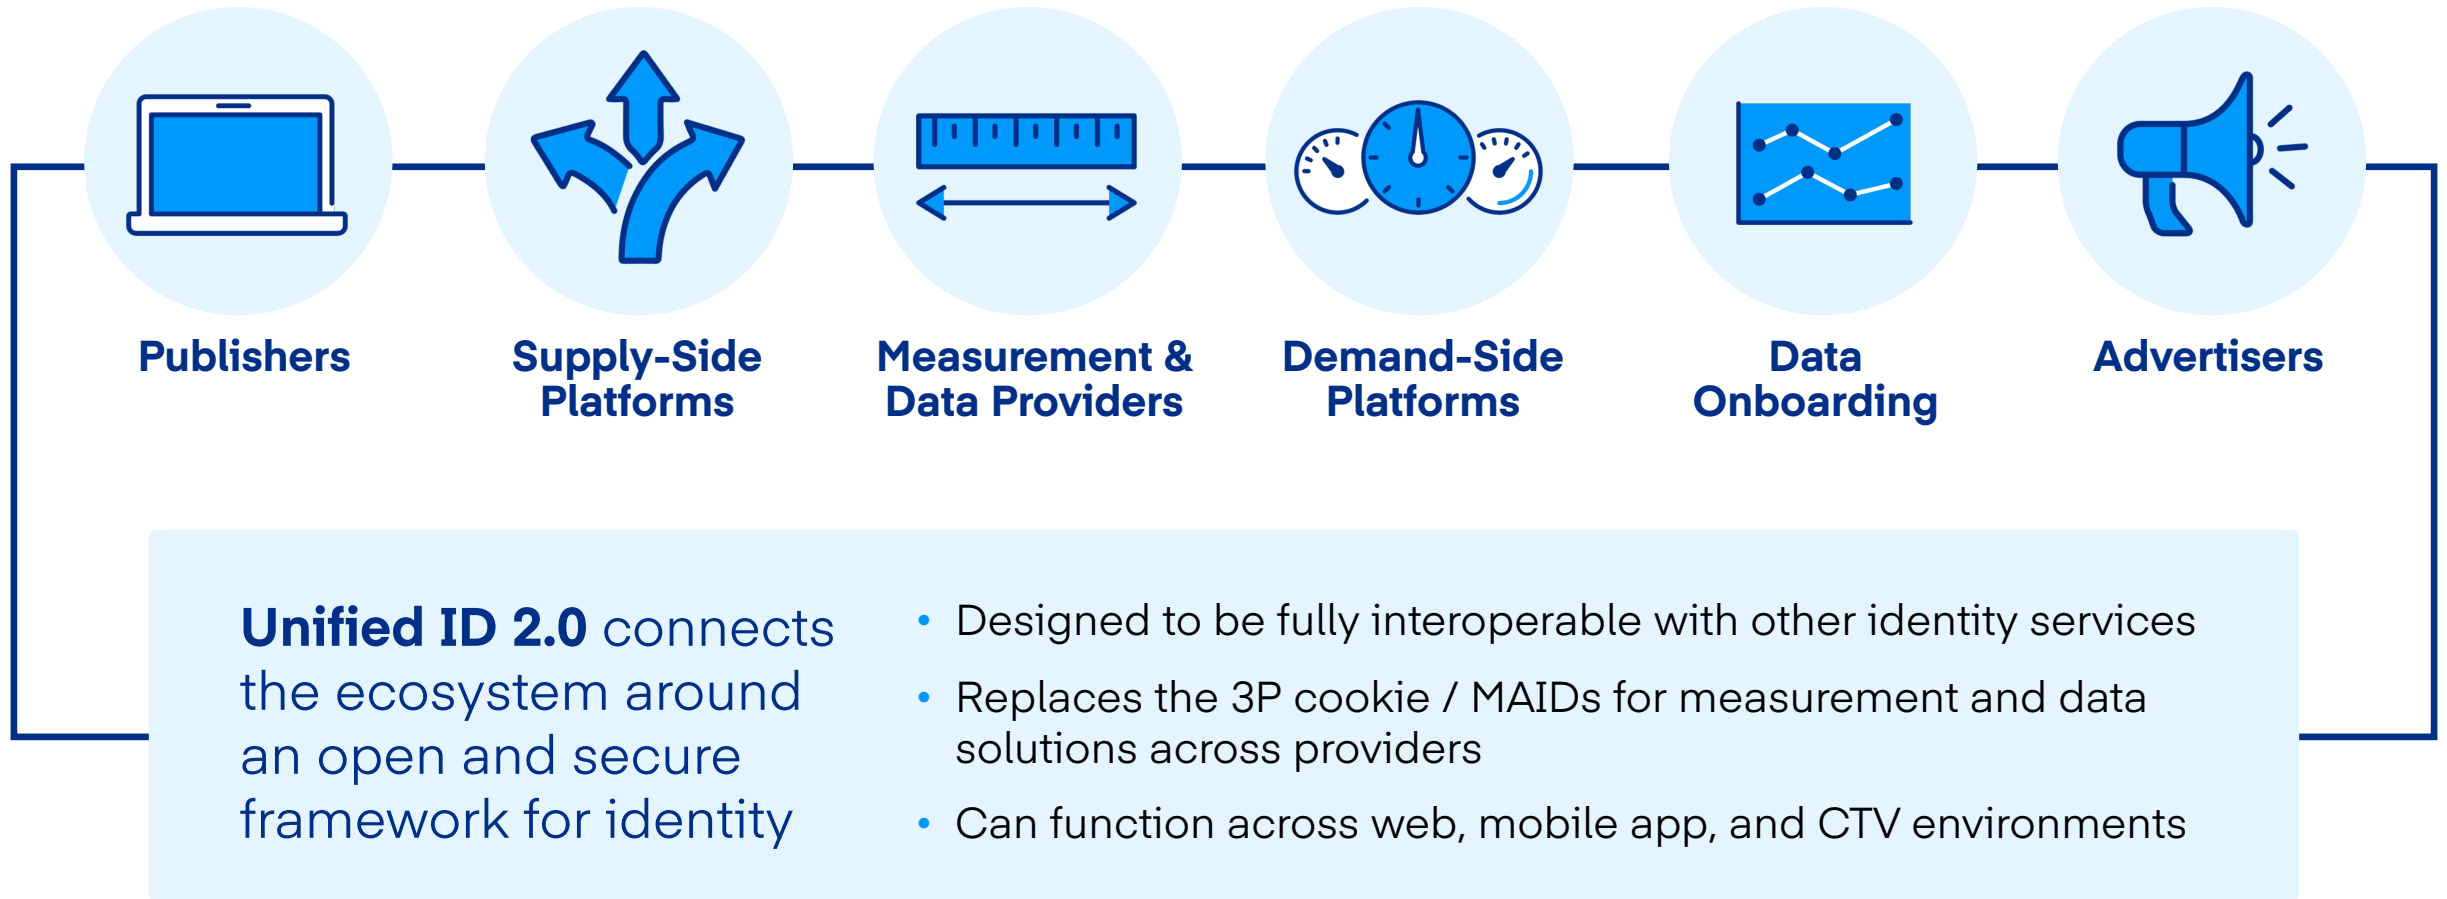 Publishers
Supply-Side
Platforms
Measurement &
Data Providers
Demand-Side
Platforms
Data
Onboarding
Advertisers
Unified ID 2.0 connects
the ecosystem around
an open and secure
framework for identity
• Designed to be fully interoperable with other identity services
• Replaces the 3P cookie / MAIDs for measurement and data
solutions across providers
• Can function across web, mobile app, and CTV environments